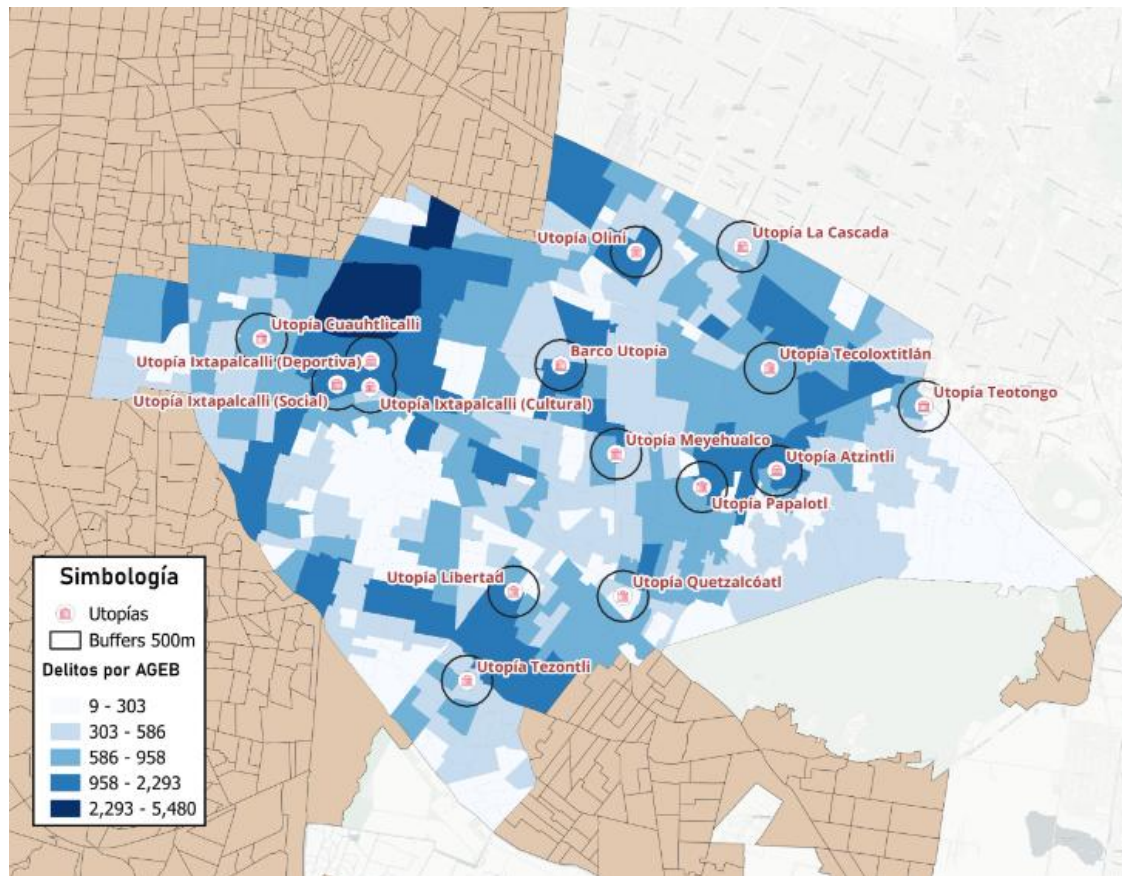 Utopía Olini
Utopía La Cascada
Utopía Cuauhtlicalli
Utopía Ixtapalcalli (Deportiva)
Barco Utopía
Utopía Tecoloxtitlán
Utopía Ixtapalcalli (Social)
Utopía Ixtapalcalli (Cultural)
Utopía Teotongo
Utopía Meyehualco
Utopía Atzintli
Utopía Papalotl
Utopía Libertad
Utopía Quetzalcóatl
Utopía Tezontli
Simbología
Utopías
Buffers 500m
Delitos por AGEB
9 - 303
303 - 586
586 - 958
958 - 2,293
2,293 - 5,480